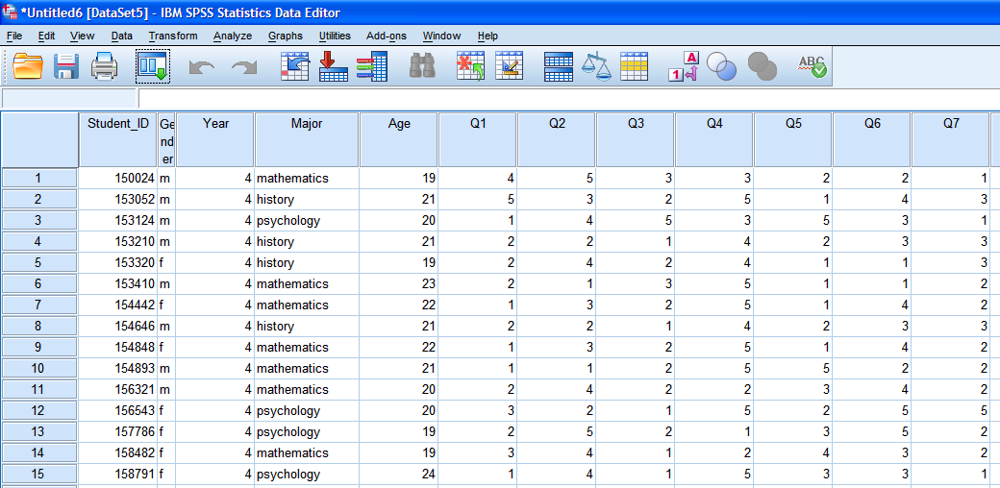 *Untitled6 [DataSet5] - IBM SPSS Statistics Data Editor
File Edit View Data Transform Analyze Graphs Utilities Add-ons Window Help
A
1
ABC
Student_ID Ge Year Major Age Q1 Q2 Q3 Q4 Q5 Q6 Q7
nd
er
1 150024 m 4 mathematics 19 4 5 3 3 2 2 1
2 153052 m 4 history 21 5 3 2 5 1 4 3
3 153124 m 4 psychology 20 1 4 5 3 5 3 1
4 153210 m 4 history 21 2 2 1 4 2 3 3
5 153320 f 4 history 19 2 4 2 4 1 1 3
6 153410 m 4 mathematics 23 2 1 3 5 1 1 2
7 154442 f 4 mathematics 22 1 3 2 5 1 4 2
8 154646 m 4 history 21 2 2 1 4 2 3 3
9 154848 f 4 mathematics 22 1 3 2 5 1 4 2
10 154893 m 4 mathematics 21 1 1 2 5 5 2 2
11 156321 m 4 mathematics 20 2 4 2 2 3 4 2
12 156543 f 4 psychology 20 3 2 1 5 2 5 5
13 157786 f 4 psychology 19 2 5 2 1 3 5 2
14 158482 f 4 mathematics 19 3 4 1 2 4 3 2
15 158791 f 4 psychology 24 1 4 1 5 3 3 1